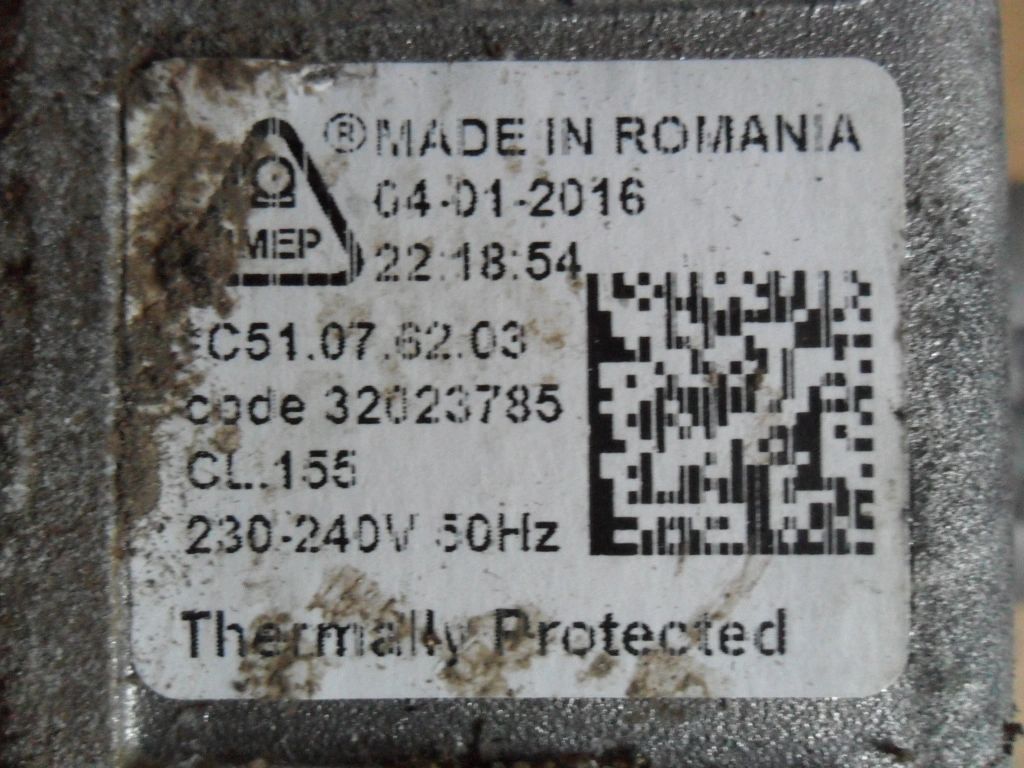 ® MADE IN ROMANIA
04-01-2016
22:18:54
MEP
C51.07.62.03
code 32023785
CL.155
230-240V 50Hz
Thermally Protected